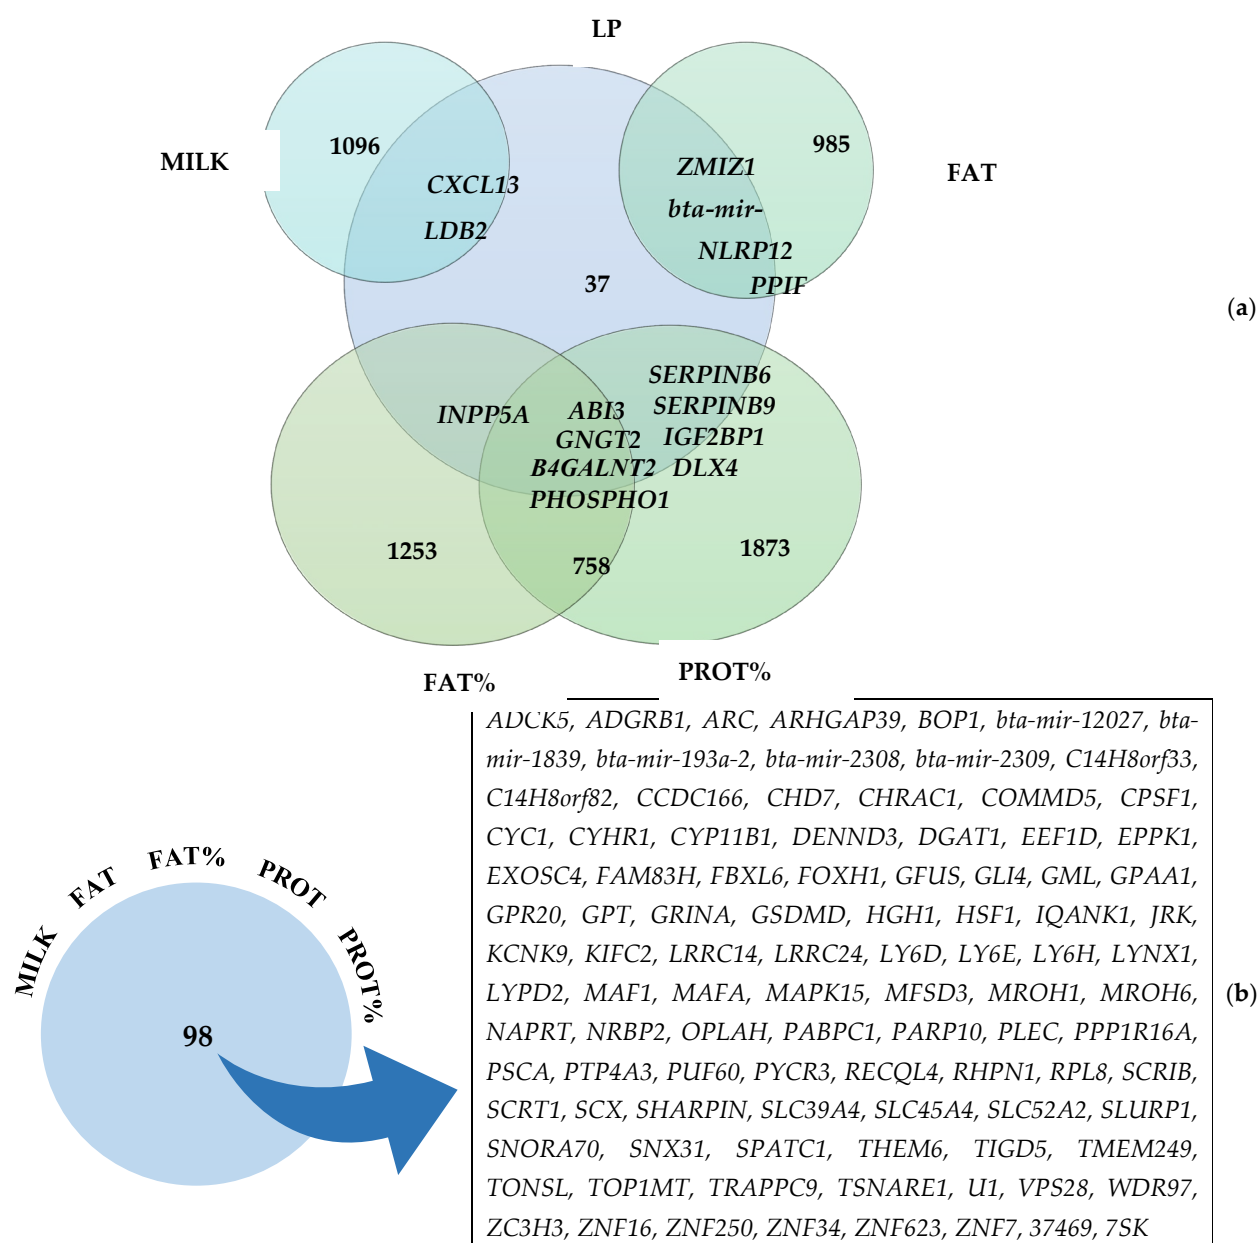 LP
1096
985
MILK
ZMIZ1
FAT
CXCL13
bta-mir-
LDB2
NLRP12
37
PPIF
(a)
SERPINB6
INPP5A
ABI3
SERPINB9
GNGT2
IGF2BP1
B4GALNT2
DLX4
PHOSPHO1
1253
758
1873
FAT%
PROT%
ADCK5, ADGRB1, ARC, ARHGAP39, BOP1, bta-mir-12027, bta-
mir-1839, bta-mir-193a-2, bta-mir-2308, bta-mir-2309, C14H8orf33,
C14H8orf82, CCDC166, CHD7, CHRAC1, COMMD5, CPSF1,
CYC1, CYHR1, CYP11B1, DENND3, DGAT1, EEF1D, EPPK1,
EXOSC4, FAM83H, FBXL6, FOXH1, GFUS, GLI4, GML, GPAA1,
GPR20, GPT, GRINA, GSDMD, HGH1, HSF1, IQANK1, JRK,
KCNK9, KIFC2, LRRC14, LRRC24, LY6D, LY6E, LY6H, LYNX1,
LYPD2, MAF1, MAFA, MAPK15, MFSD3, MROH1, MROH6,
NAPRT, NRBP2, OPLAH, PABPC1, PARP10, PLEC, PPP1R16A,
PSCA, PTP4A3, PUF60, PYCR3, RECQL4, RHPN1, RPL8, SCRIB,
SCRT1, SCX, SHARPIN, SLC39A4, SLC45A4, SLC52A2, SLURP1,
SNORA70, SNX31, SPATC1, THEM6, TIGD5, TMEM249,
TONSL, TOP1MT, TRAPPC9, TSNARE1, U1, VPS28, WDR97,
ZC3H3, ZNF16, ZNF250, ZNF34, ZNF623, ZNF7, 37469, 7SK
MILK
FAT
FAT%
PROT
PROT%
98
(b)